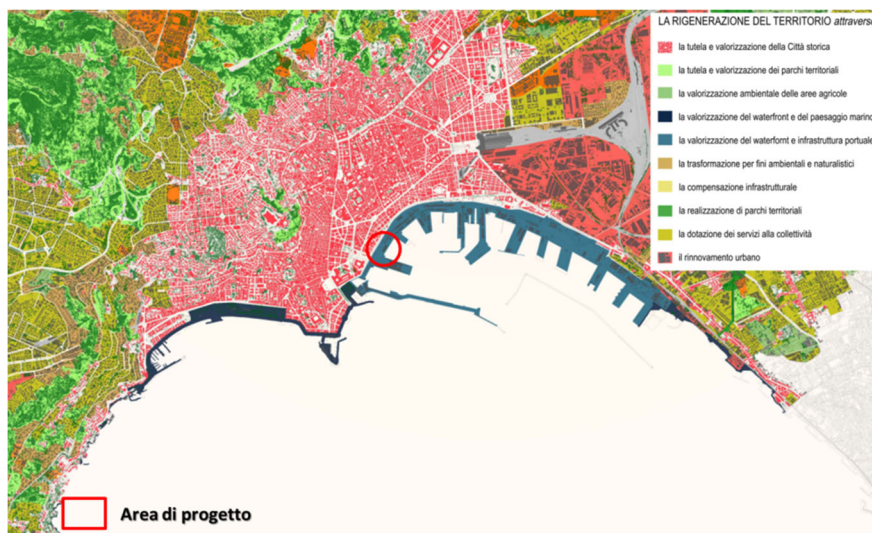 LA RIGENERAZIONE DEL TERRITORIO attraverso
la tutela e valorizzazione della Città storica
la tutela e valorizzazione dei parchi territoriali
la valorizzazione ambientale delle aree agricole
la valorizzazione del waterfront e del paesaggio marino
la valorizzazione del waterfornt e infrastruttura portuale
la trasformazione per fini ambientali e naturalistici
la compensazione infrastrutturale
la realizzazione di parchi territoriali
la dotazione dei servizi alla collettività
il rinnovamento urbano
Area di progetto